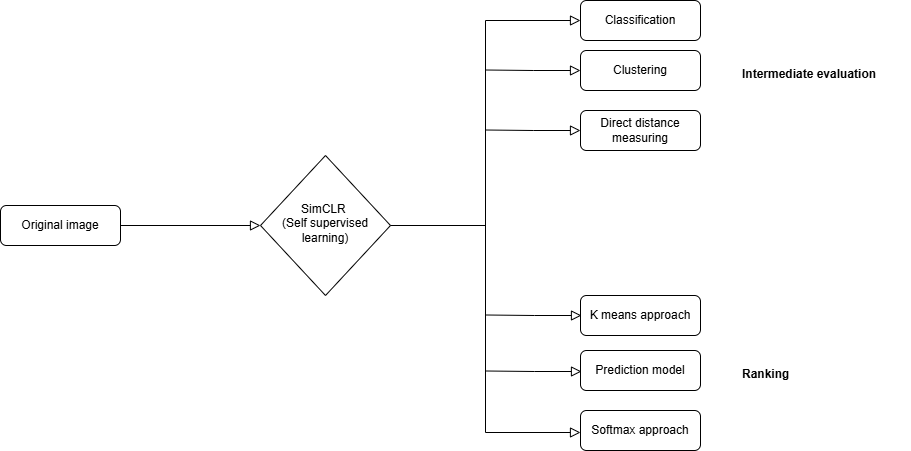 Classification
Clustering
Intermediate evaluation
Direct distance
measuring
SimCLR
(Self supervised
learning)
Original image
K means approach
Prediction model
Ranking
Softmax approach